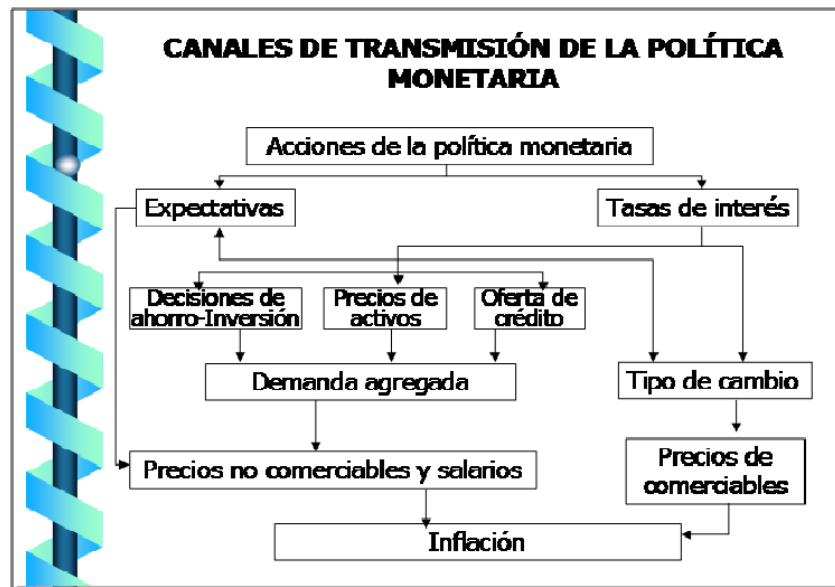 CANALES DE TRANSMISIÓN DE LA POLÍTICA
MONETARIA
Acciones de la política monetaria
Expectativas
Tasas de interés
Decisiones de
ahorro-Inversión
Precios de
activos
Oferta de
crédito
Demanda agregada
Tipo de cambio
Precios no comerciables y salarios
Precios de
comerciables
Inflación